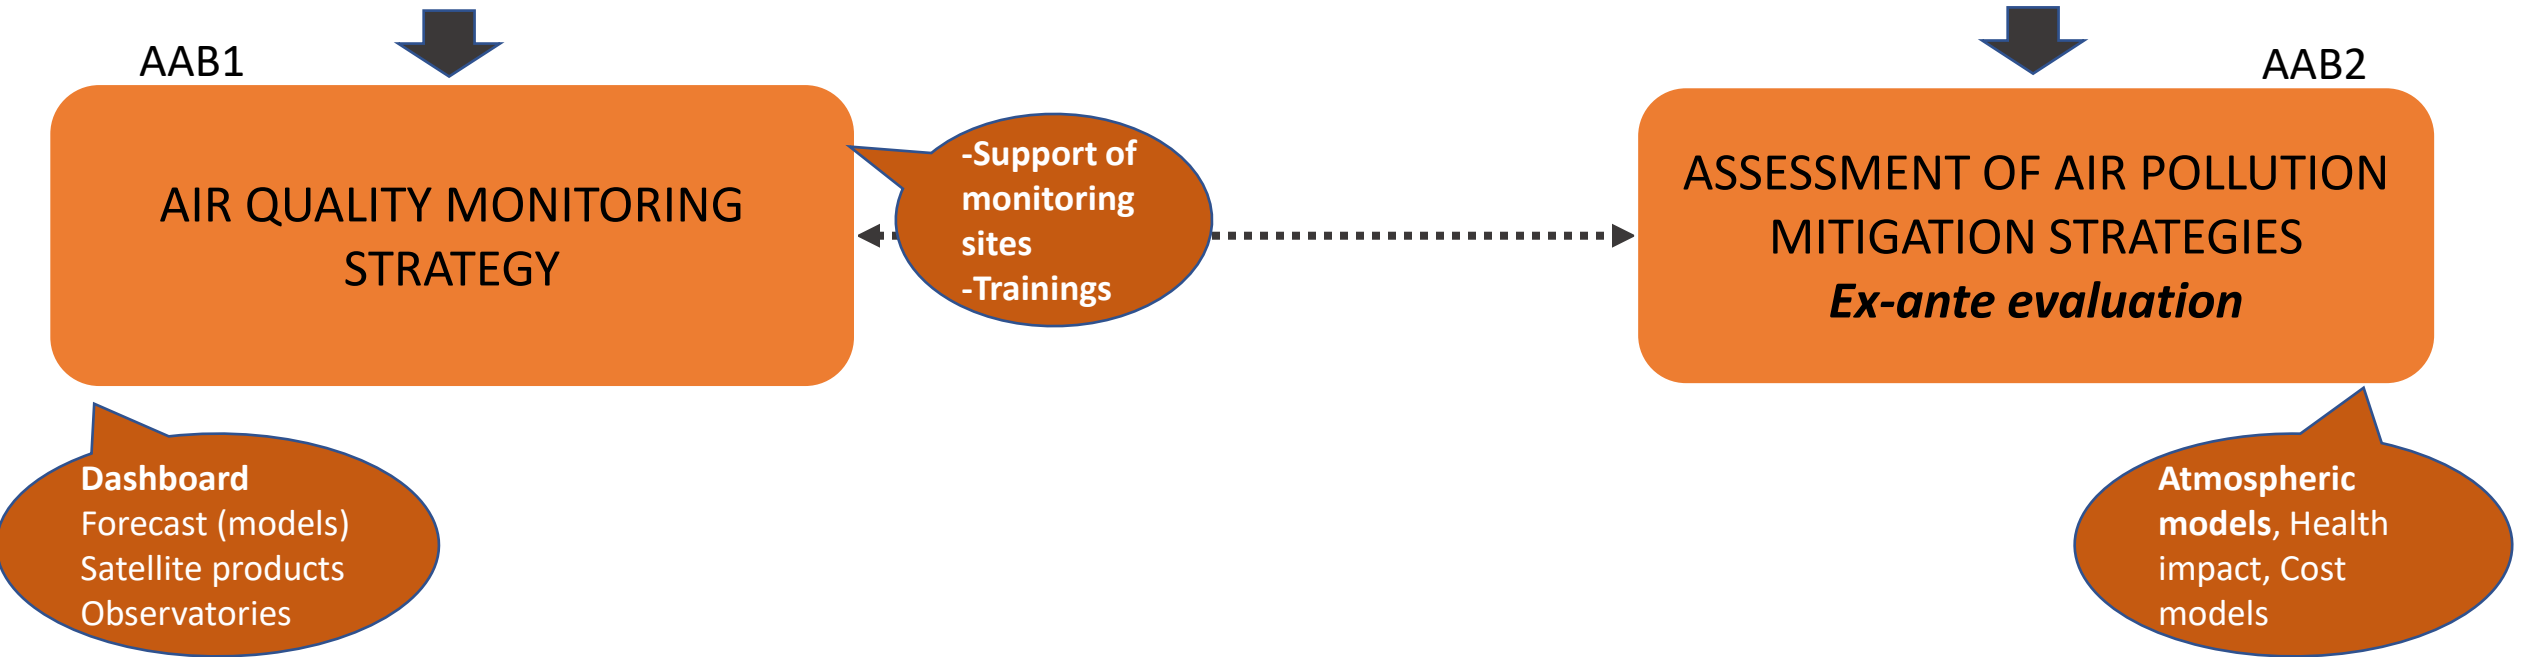 AAB1
AIR QUALITY MONITORING
STRATEGY
-Support of
monitoring
sites
-Trainings
AAB2
ASSESSMENT OF AIR POLLUTION
MITIGATION STRATEGIES
Ex-ante evaluation
Dashboard
Forecast (models)
Satellite products
Observatories
Atmospheric
models, Health
impact, Cost
models